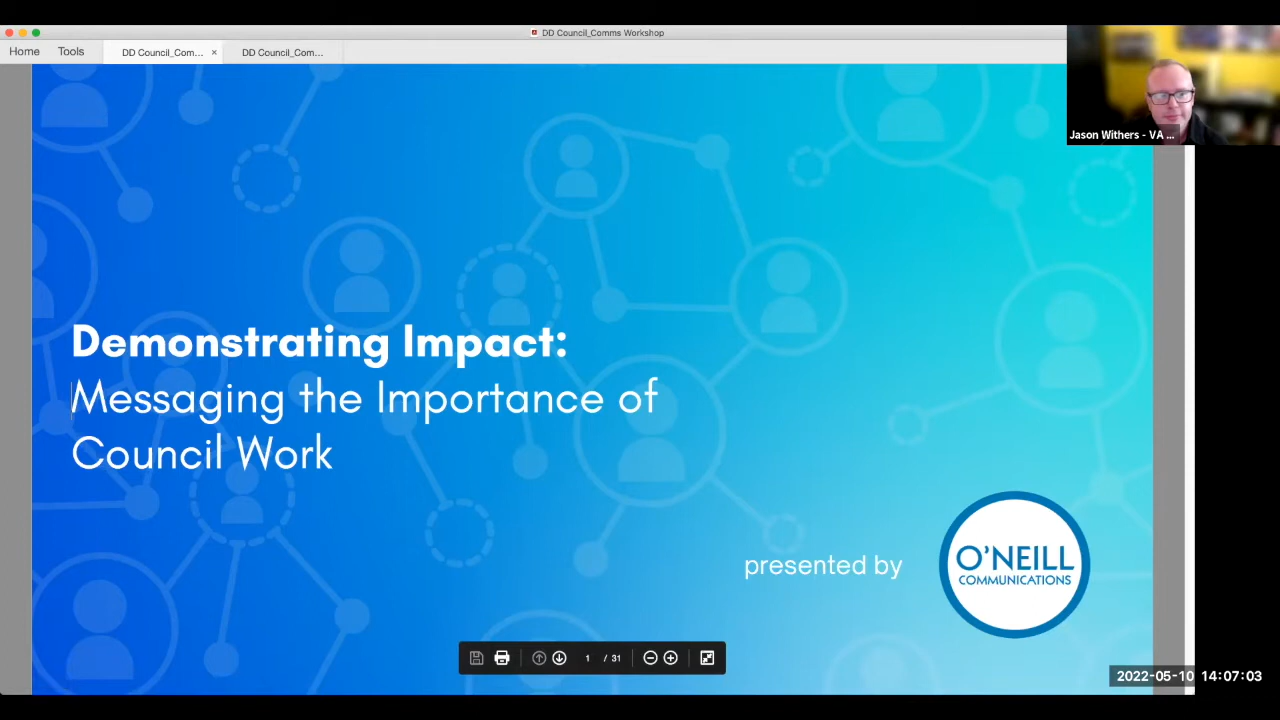 DD Council_Comms Workshop
Home
Tools
DD Council_Com... ×
DD Council_Com...
Jason Withers - VA ...
Demonstrating Impact:
Messaging the Importance of
Council Work
presented by
O'NEILL
COMMUNICATIONS
1 / 31
2022-05-10 14:07:03